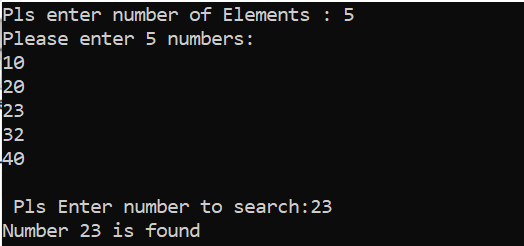 Pls enter number of Elements : 5
Please enter 5 numbers:
10
20
23
32
40
Pls Enter number to search:23
Number 23 is found